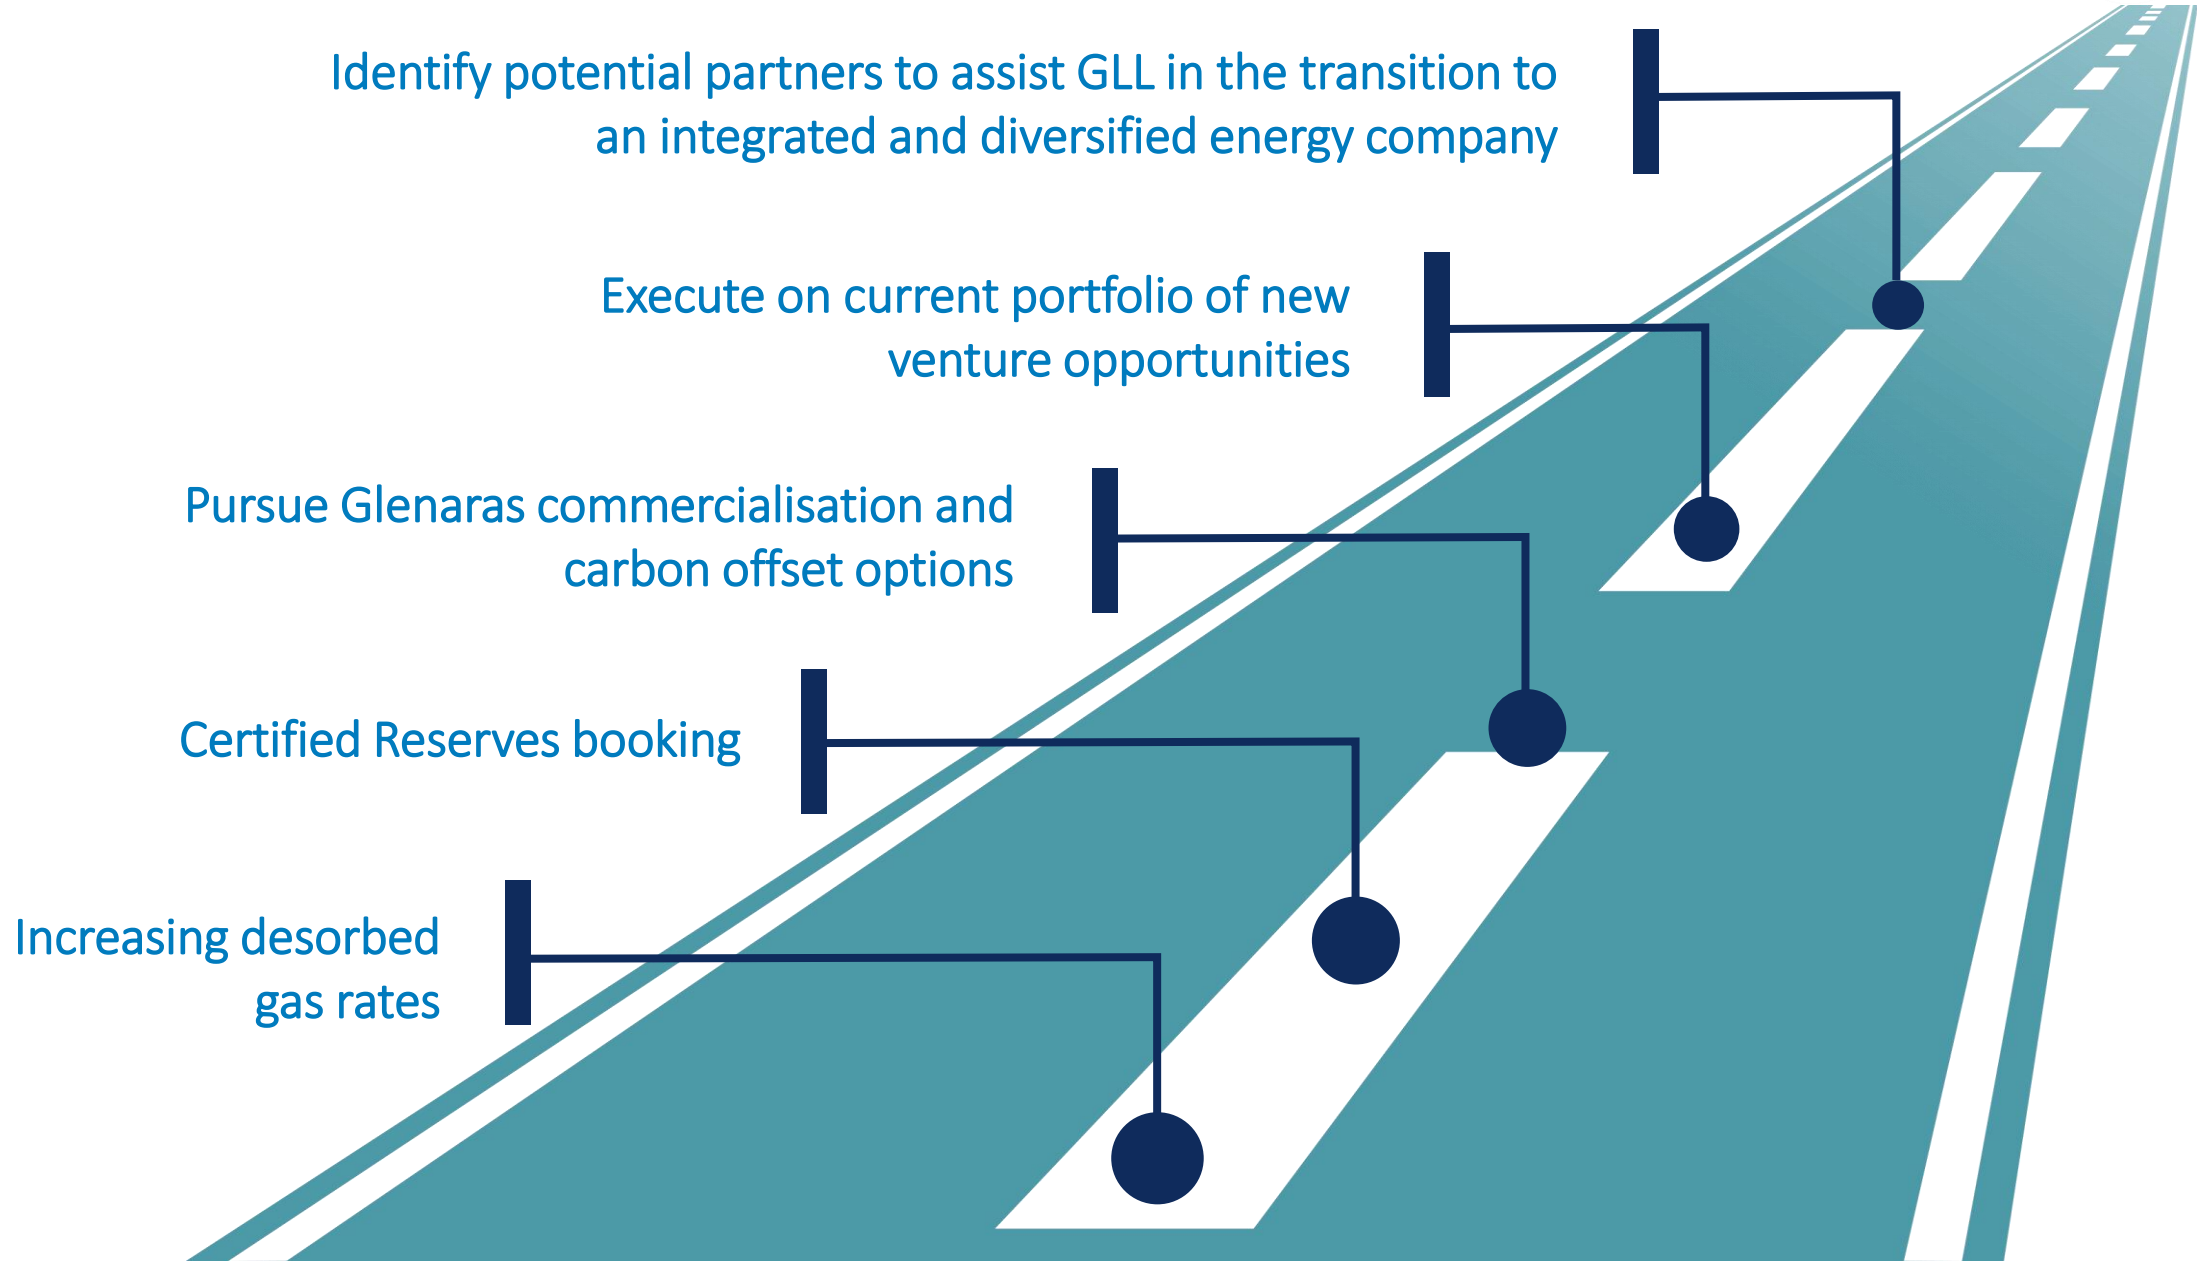 Identify potential partners to assist GLL in the transition to
an integrated and diversified energy company
Execute on current portfolio of new
venture opportunities
Pursue Glenaras commercialisation and
carbon offset options
Certified Reserves booking
Increasing desorbed
gas rates